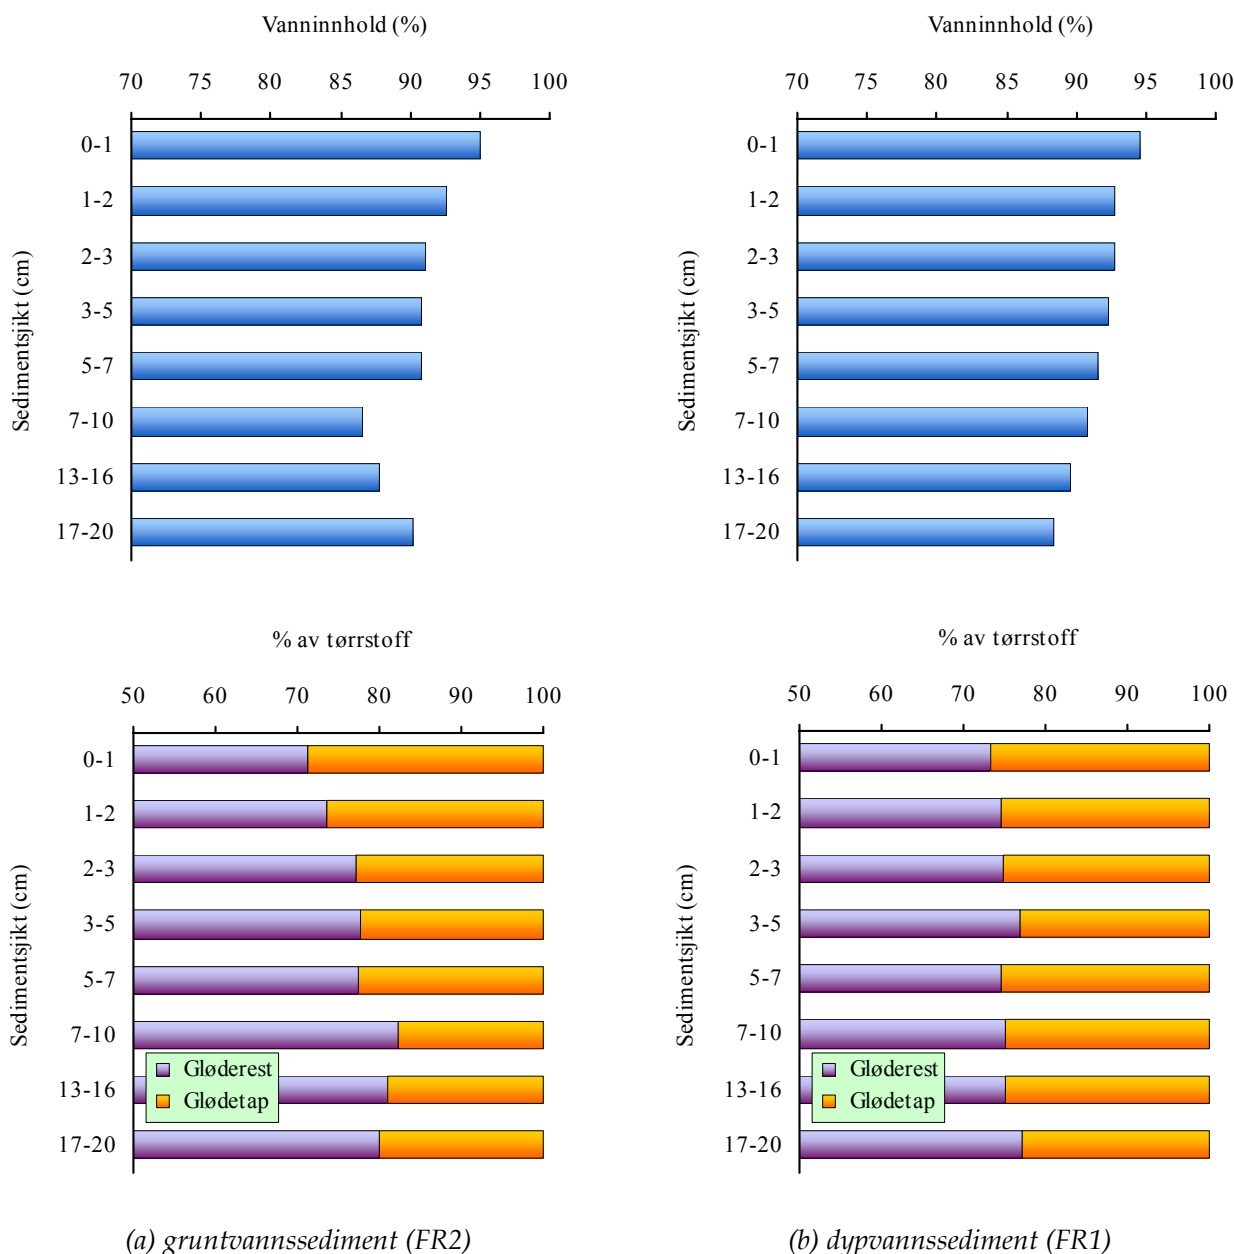 Vanninnhold (%)
70 75 80 85 90 95 100
Sedimentsjikt (cm)
0-1
1-2
2-3
3-5
5-7
7-10
13-16
17-20
Vanninnhold (%)
70 75 80 85 90 95 100
Sedimentsjikt (cm)
0-1
1-2
2-3
3-5
5-7
7-10
13-16
17-20
% av tørrstoff
50 60 70 80 90 100
Sedimentsjikt (cm)
0-1
1-2
2-3
3-5
5-7
7-10
13-16
17-20
Gløderest
Glødetap
(a) gruntvannssediment (FR2)
% av tørrstoff
50 60 70 80 90 100
Sedimentsjikt (cm)
0-1
1-2
2-3
3-5
5-7
7-10
13-16
17-20
Gløderest
Glødetap
(b) dypvannssediment (FR1)